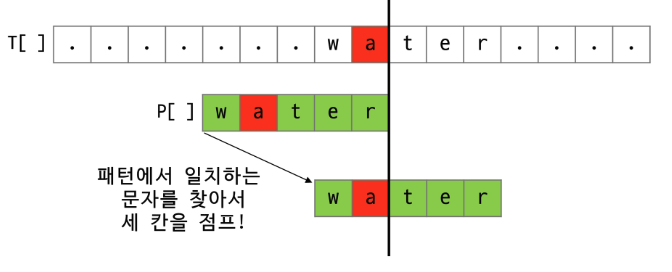 T[ ] . . . . . . . w a t e r . . . .
P[ ] w a t e r
w a t e r
패턴에서 일치하는
문자를 찾아서
세 칸을 점프!